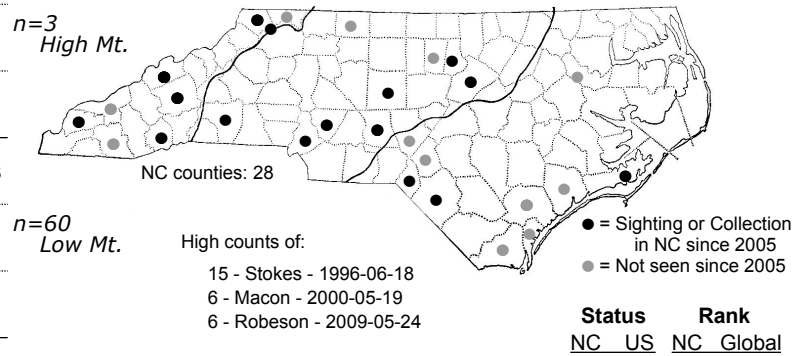 n=3
High Mt.
NC counties: 28
n=60
Low Mt.
High counts of:
15 - Stokes - 1996-06-18
6 - Macon - 2000-05-19
6 - Robeson - 2009-05-24
● = Sighting or Collection
in NC since 2005
● = Not seen since 2005
Status Rank
NC US NC Global